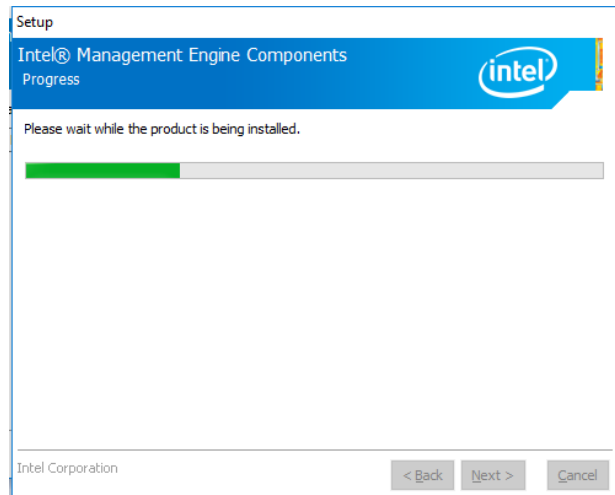 Setup
Intel® Management Engine Components
Progress
intel
Please wait while the product is being installed.
Intel Corporation
< Back
Next >
Cancel